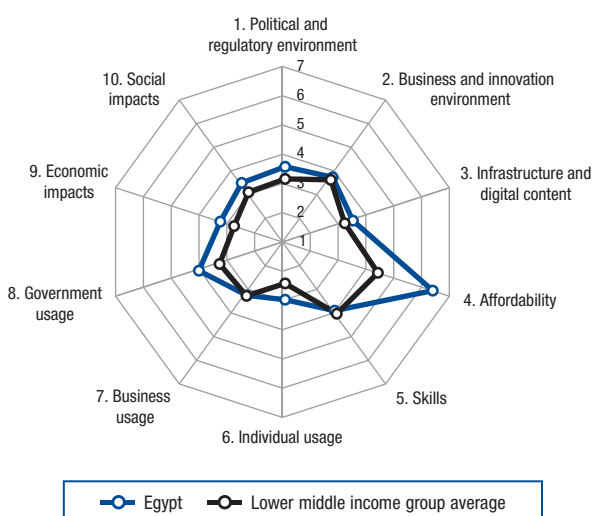 1. Political and
regulatory environment
7
6
5
4
3
2
1
2. Business and innovation
environment
3. Infrastructure and
digital content
4. Affordability
5. Skills
6. Individual usage
7. Business
usage
8. Government
usage
9. Economic
impacts
10. Social
impacts
Egypt
Lower middle income group average